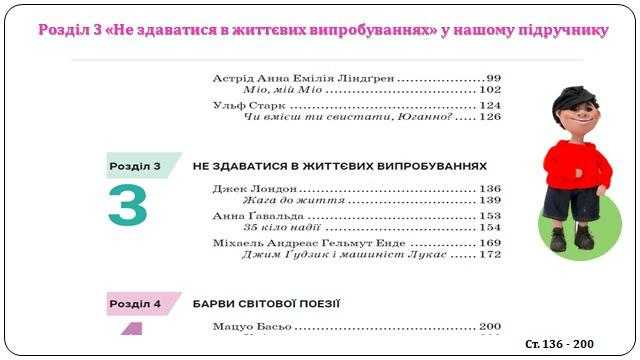 Розділ 3 «Не здаватися в життєвих випробуваннях» у нашому підручнику
Астрід Анна Емілія Ліндґрен .................... 99
Міо, мій Міо ................................... 102
Ульф Старк ..................................... 124
Чи вмієш ти свистати, Юганно? ..... 126
Розділ 3 НЕ ЗДАВАТИСЯ В ЖИТТЄВИХ ВИПРОБУВАННЯХ
3
Джек Лондон ................................... 136
Жага до життя .............................. 139
Анна Ґавальда ................................. 153
35 кіло надії ................................. 154
Міхаель Андреас Гельмут Енде ............... 169
Джим Ґудзик і машиніст Лукас ...... 172
Розділ 4 БАРВИ СВІТОВОЇ ПОЕЗІЇ
Мацуо Басьо .................................... 200
Ст. 136 - 200